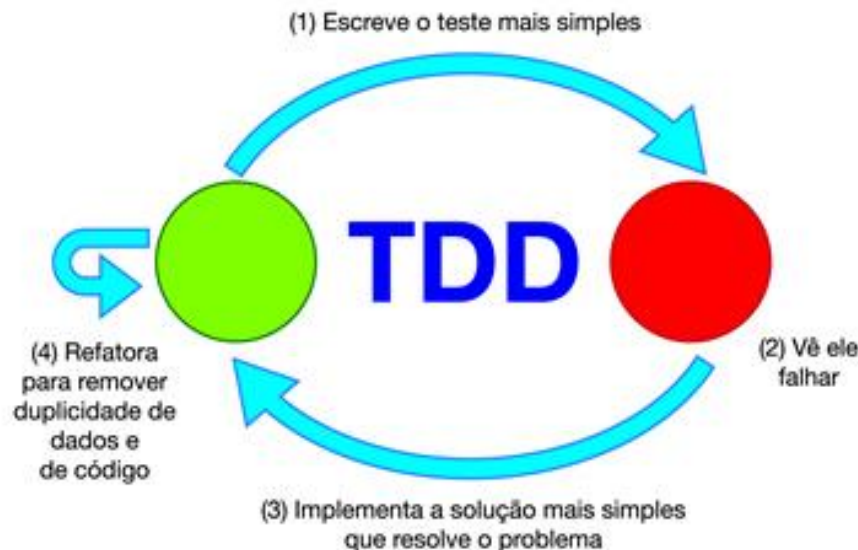 (1) Escreve o teste mais simples
TDD
(2) Vê ele
falhar
(3) Implementa a solução mais simples
que resolve o problema
(4) Refatora
para remover
duplicidade de
dados e
de código